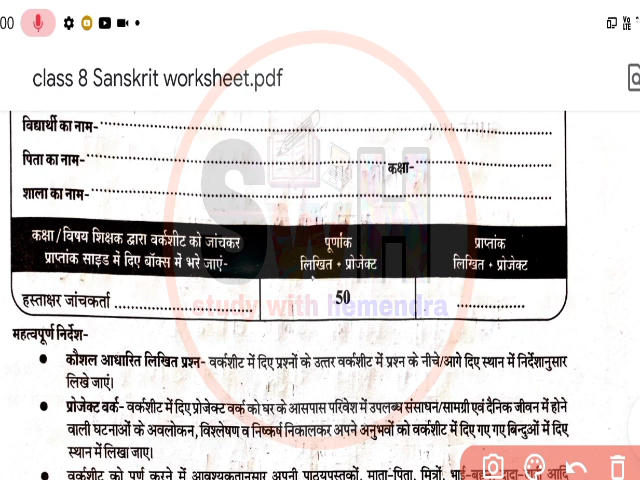 00
Vo
LTE
class 8 Sanskrit worksheet.pdf
विद्यार्थी का नाम-
पिता का नाम- कक्षा-
शाला का नाम-
कक्षा/विषय शिक्षक द्वारा वर्कशीट को जांचकर
प्राप्तांक साइड में दिए बॉक्स में भरे जाएं-
पूर्णांक
लिखित + प्रोजेक्ट
प्राप्तांक
लिखित + प्रोजेक्ट
हस्ताक्षर जांचकर्ता
50
study with hemendra
महत्वपूर्ण निर्देश-
● कौशल आधारित लिखित प्रश्न- वर्कशीट में दिए प्रश्नों के उत्तर वर्कशीट में प्रश्न के नीचे/आगे दिए स्थान में निर्देशानुसार
लिखे जाएं।
● प्रोजेक्ट वर्क- वर्कशीट में दिए प्रोजेक्ट वर्क को घर के आसपास परिवेश में उपलब्ध संसाधन/सामग्री एवं दैनिक जीवन में होने
वाली घटनाओं के अवलोकन, विश्लेषण व निष्कर्ष निकालकर अपने अनुभवों को वर्कशीट में दिए गए गए बिन्दुओं में दिए
स्थान में लिखा जाए।
● वर्कशीट को पूर्ण करने में आवश्यकतानुसार अपनी पाठ्यपुस्तकों, माता-पिता, मित्रों,